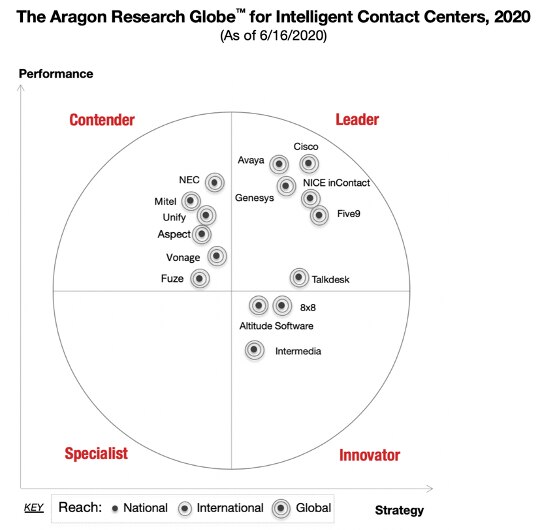 The Aragon Research Globe™ for Intelligent Contact Centers, 2020
(As of 6/16/2020)
Performance
Contender
Leader
Cisco
Avaya
NEC
NICE inContact
Genesys
Mitel
Unify
Five9
Aspect
Vonage
Fuze
Talkdesk
8x8
Altitude Software
Intermedia
Specialist
Innovator
KEY Reach: National International Global
Strategy